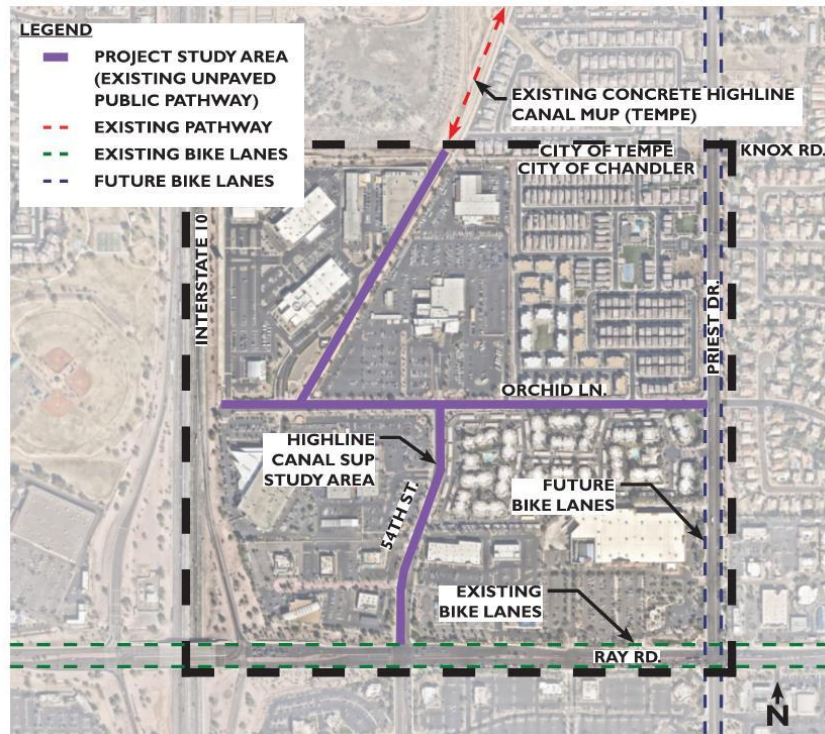 LEGEND
PROJECT STUDY AREA
(EXISTING UNPAVED
PUBLIC PATHWAY)
EXISTING PATHWAY
EXISTING BIKE LANES
FUTURE BIKE LANES
EXISTING CONCRETE HIGHLINE
CANAL MUP (TEMPE)
CITY OF TEMPE
CITY OF CHANDLER
KNOX RD.
INTERSTATE 10
PRIEST DR.
ORCHID LN.
HIGHLINE
CANAL SUP
STUDY AREA
54TH ST.
FUTURE
BIKE LANES
EXISTING
BIKE LANES
RAY RD.
N